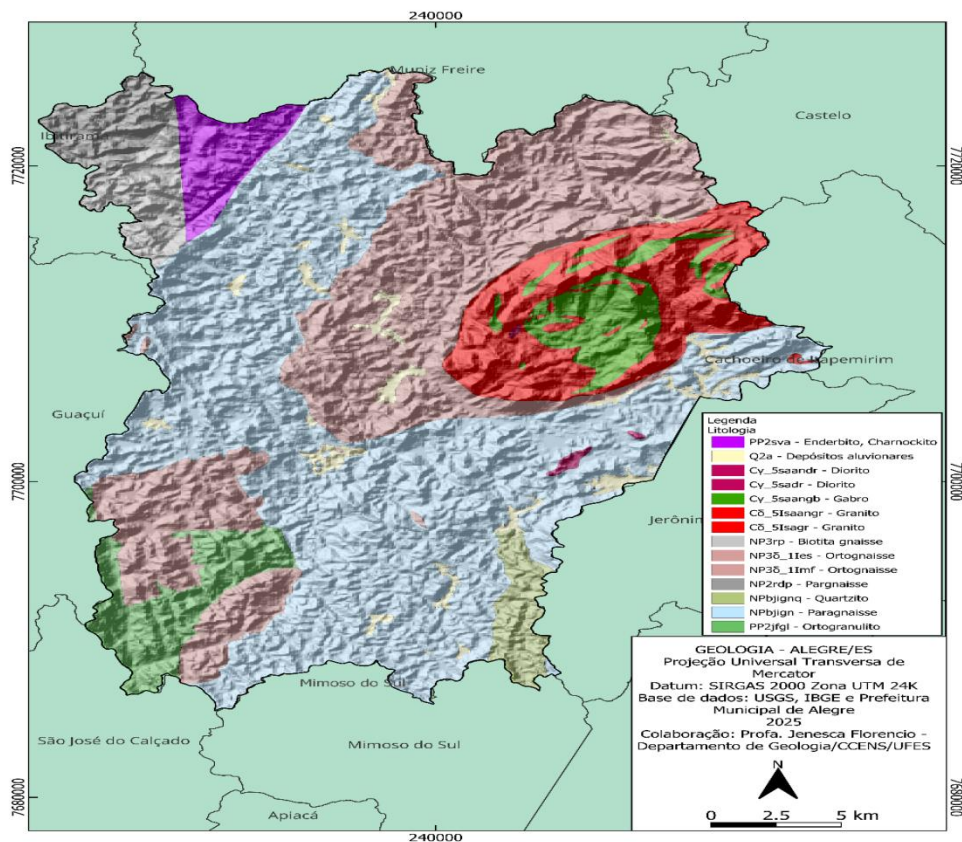 240000
Muniz Freire
Castelo
Ibitirama
7720000
7720000
Cachoeiro de Itapemirim
Guaçuí
Legenda
Litologia
PP2sva - Enderbito, Charnockito
Q2a - Depósitos aluvionares
Cγ_5saandr - Diorito
Cγ_5sadr - Diorito
Cγ_5saangb - Gabro
Cδ_5Isaangr - Granito
Cδ_5Isagr - Granito
NP3rp - Biotita gnaisse
NP3δ_1Ies - Ortognaisse
NP3δ_1Imf - Ortognaisse
NP2rdp - Pargnaisse
NPbjignq - Quartzito
NPbjign - Paragnaisse
PP2jfgl - Ortogranulito
7700000
7700000
Jerôni
GEOLOGIA - ALEGRE/ES
Projeção Universal Transversa de
Mercator
Datum: SIRGAS 2000 Zona UTM 24K
Base de dados: USGS, IBGE e Prefeitura
Municipal de Alegre
2025
Colaboração: Profa. Jenesca Florencio -
Departamento de Geologia/CCENS/UFES
N
0 2.5 5 km
Mimoso do Sul
São José do Calçado
Mimoso do Sul
7680000
7680000
Apiacá
240000